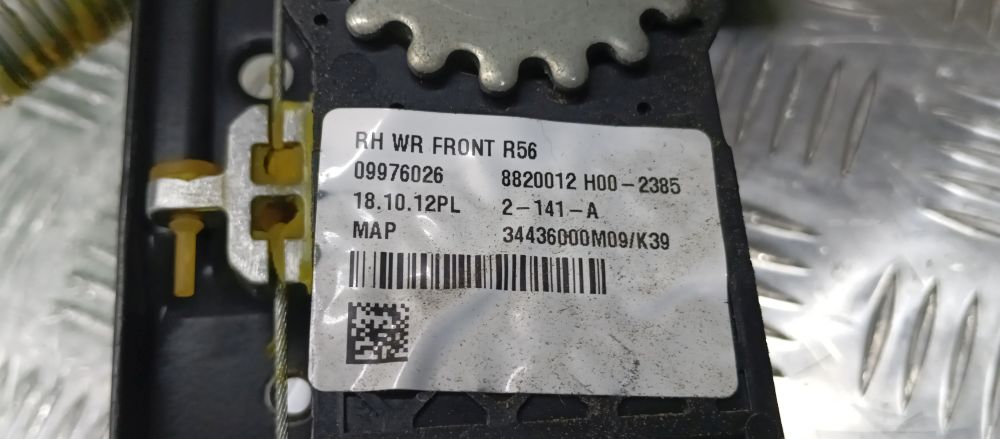 RH WR FRONT R56
09976026 8820012 H00-2385
18.10.12PL 2-141-A
MAP 34436000M09/K39